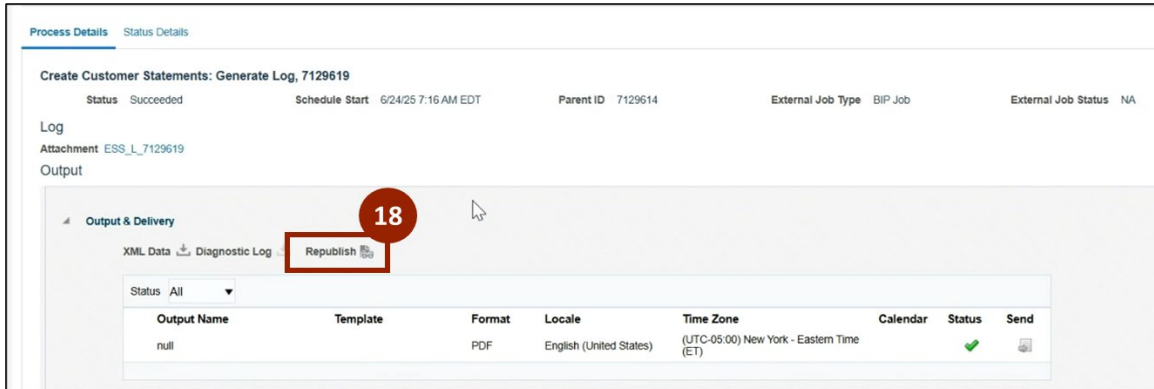 Process Details Status Details
Create Customer Statements: Generate Log, 7129619
Status Succeeded Schedule Start 6/24/25 7:16 AM EDT Parent ID 7129614 External Job Type BIP Job External Job Status NA
Log
Attachment ESS_L_7129619
Output
18
Output & Delivery
XML Data Diagnostic Log Republish
Status All
Output Name Template Format Locale Time Zone Calendar Status Send
null PDF English (United States) (UTC-05:00) New York - Eastern Time
(ET)